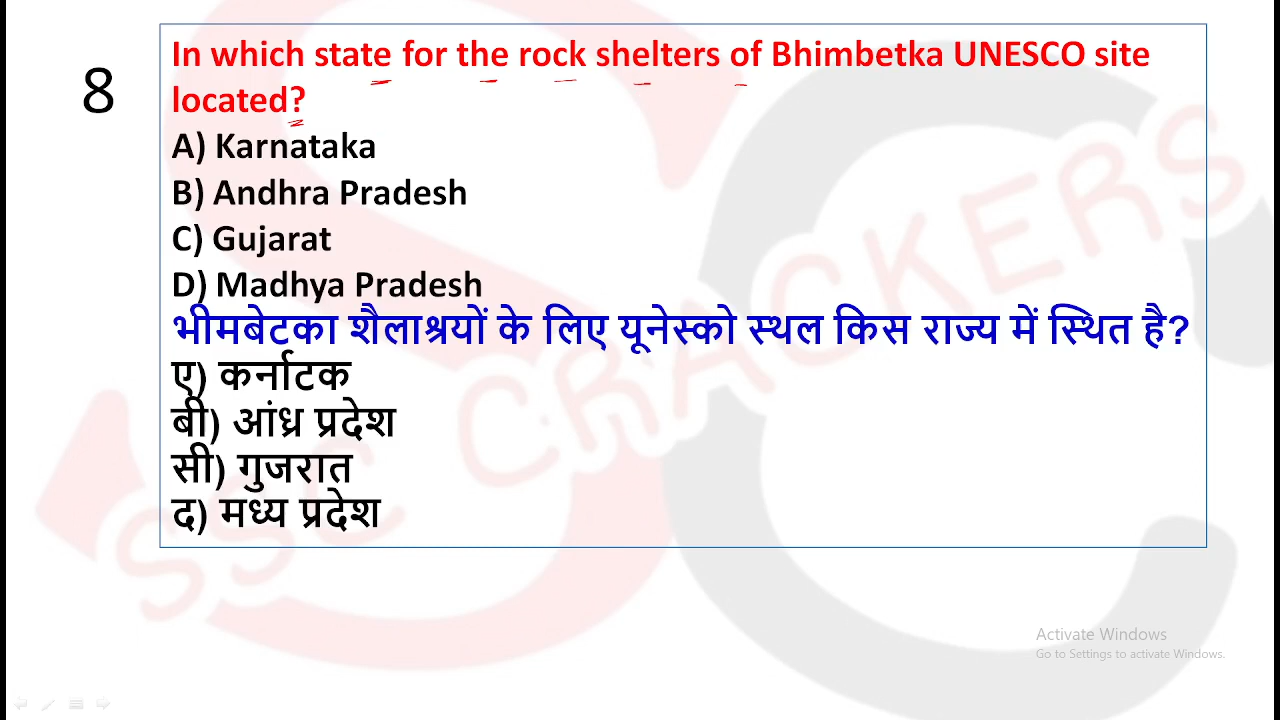 8
In which state for the rock shelters of Bhimbetka UNESCO site
located?
A) Karnataka
B) Andhra Pradesh
C) Gujarat
D) Madhya Pradesh
भीमबेटका शैलाश्रयों के लिए यूनेस्को स्थल किस राज्य में स्थित है?
ए) कर्नाटक
बी) आंध्र प्रदेश
सी) गुजरात
द) मध्य प्रदेश
SSC CRACKERS
Activate Windows
Go to Settings to activate Windows.